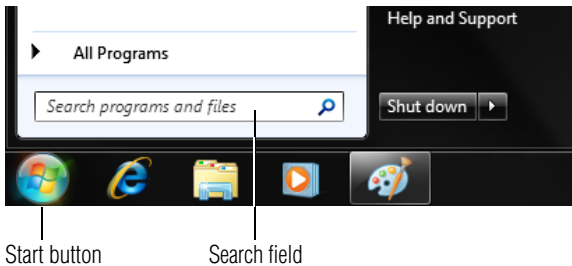 Help and Support
All Programs
Search programs and files
Shut down
Start button
Search field